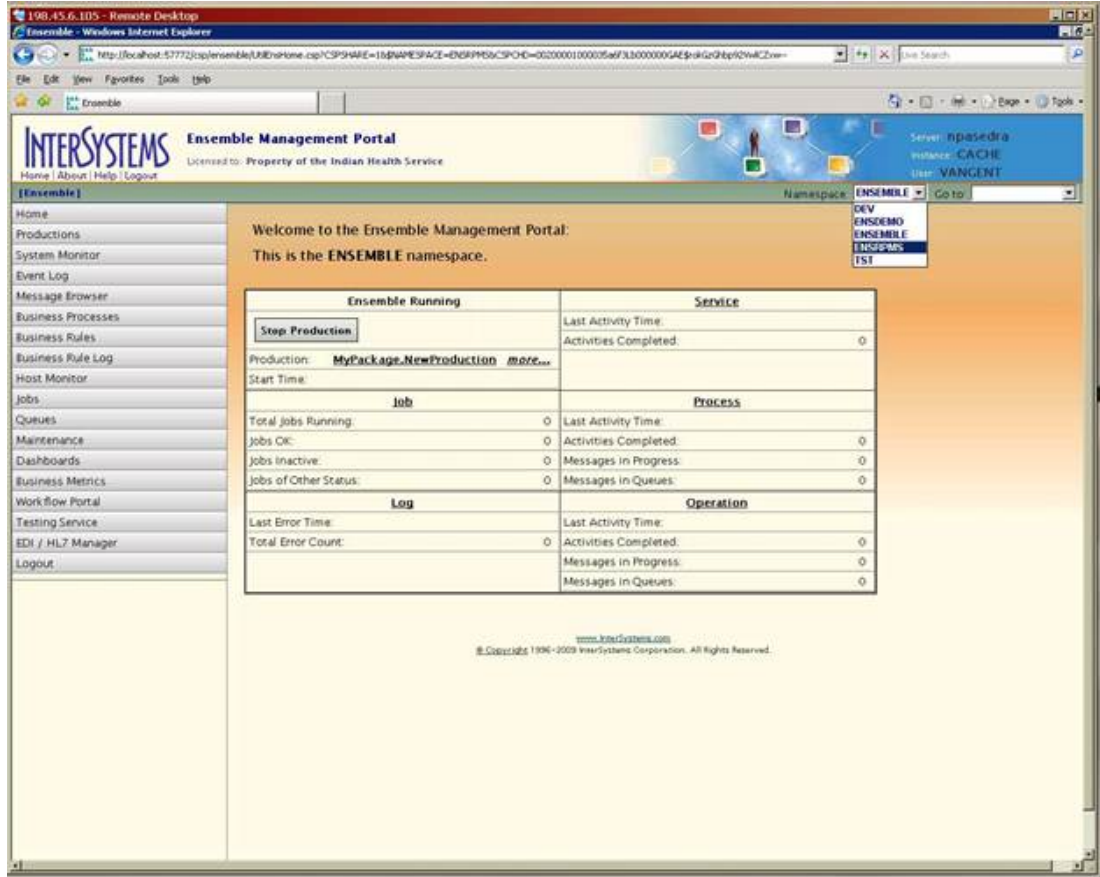 198.45.6.105 - Remote Desktop
Ensemble - Windows Internet Explorer
Live Search
File Edit View Favorites Tools Help
Ensemble
Page Tools
INTERSYSTEMS
Ensemble Management Portal
Licensed to: Property of the Indian Health Service
Home | About | Help | Logout
Server: npasedra
Instance: CACHE
User: VANGENT
[Ensemble]
Namespace: ENSEMBLE Go to:
DEV
ENSDEMO
ENSEMBLE
ENSRPMS
TST
Home
Productions
System Monitor
Event Log
Message Browser
Business Processes
Business Rules
Business Rule Log
Host Monitor
Jobs
Queues
Maintenance
Dashboards
Business Metrics
Workflow Portal
Testing Service
EDI / HL7 Manager
Logout
Welcome to the Ensemble Management Portal:
This is the ENSEMBLE namespace.
Ensemble Running
Stop Production
Production: MyPackage.NewProduction more...
Start Time:
Service
Last Activity Time:
Activities Completed: 0
Job
Total Jobs Running: 0
Jobs OK: 0
Jobs Inactive: 0
Jobs of Other Status: 0
Process
Last Activity Time:
Activities Completed: 0
Messages in Progress: 0
Messages in Queues: 0
Log
Last Error Time:
Total Error Count: 0
Operation
Last Activity Time:
Activities Completed: 0
Messages in Progress: 0
Messages in Queues: 0
www.InterSystems.com
© Copyright 1996-2009 InterSystems Corporation. All Rights Reserved.